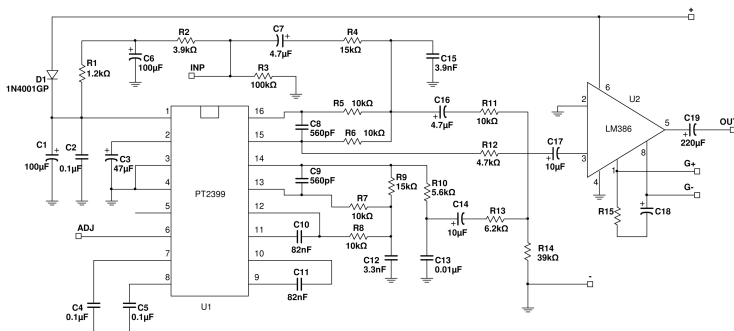 +
C7
R2
R4
4.7µF
3.9kΩ
15kΩ
C6
100µF
C15
3.9nF
R1
1.2kΩ
INP
R3
100kΩ
D1
1N4001GP
6
U2
R5 10kΩ
C16
R11
2
1
16
C8
560pF
4.7µF
10kΩ
LM386
C19
OUT
R6 10kΩ
5
C1
100µF
C2
0.1µF
C3
47µF
2
15
R12
4.7kΩ
C17
10µF
3
1
8
220µF
3
14
C9
560pF
R9
15kΩ
R10
5.6kΩ
4
G+
4
13
PT2399
R7
10kΩ
G-
5
12
C14
10µF
R13
6.2kΩ
R15
C18
ADJ
6
11
C10
82nF
R8
10kΩ
R14
39kΩ
7
10
C12
3.3nF
C13
0.01µF
C11
82nF
8
9
-
C4
0.1µF
C5
0.1µF
U1